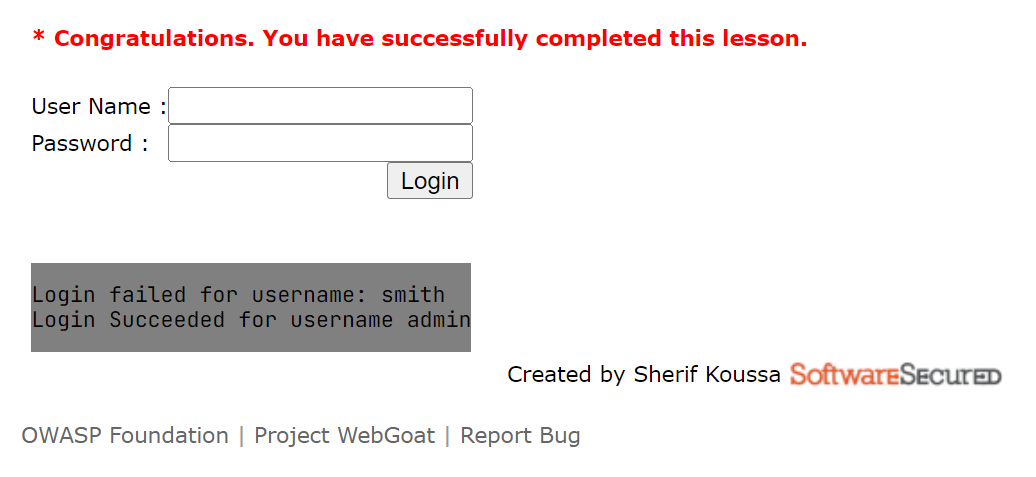 * Congratulations. You have successfully completed this lesson.
User Name :
Password :
Login
Login failed for username: smith
Login Succeeded for username admin
Created by Sherif Koussa SoftwareSecured
OWASP Foundation | Project WebGoat | Report Bug